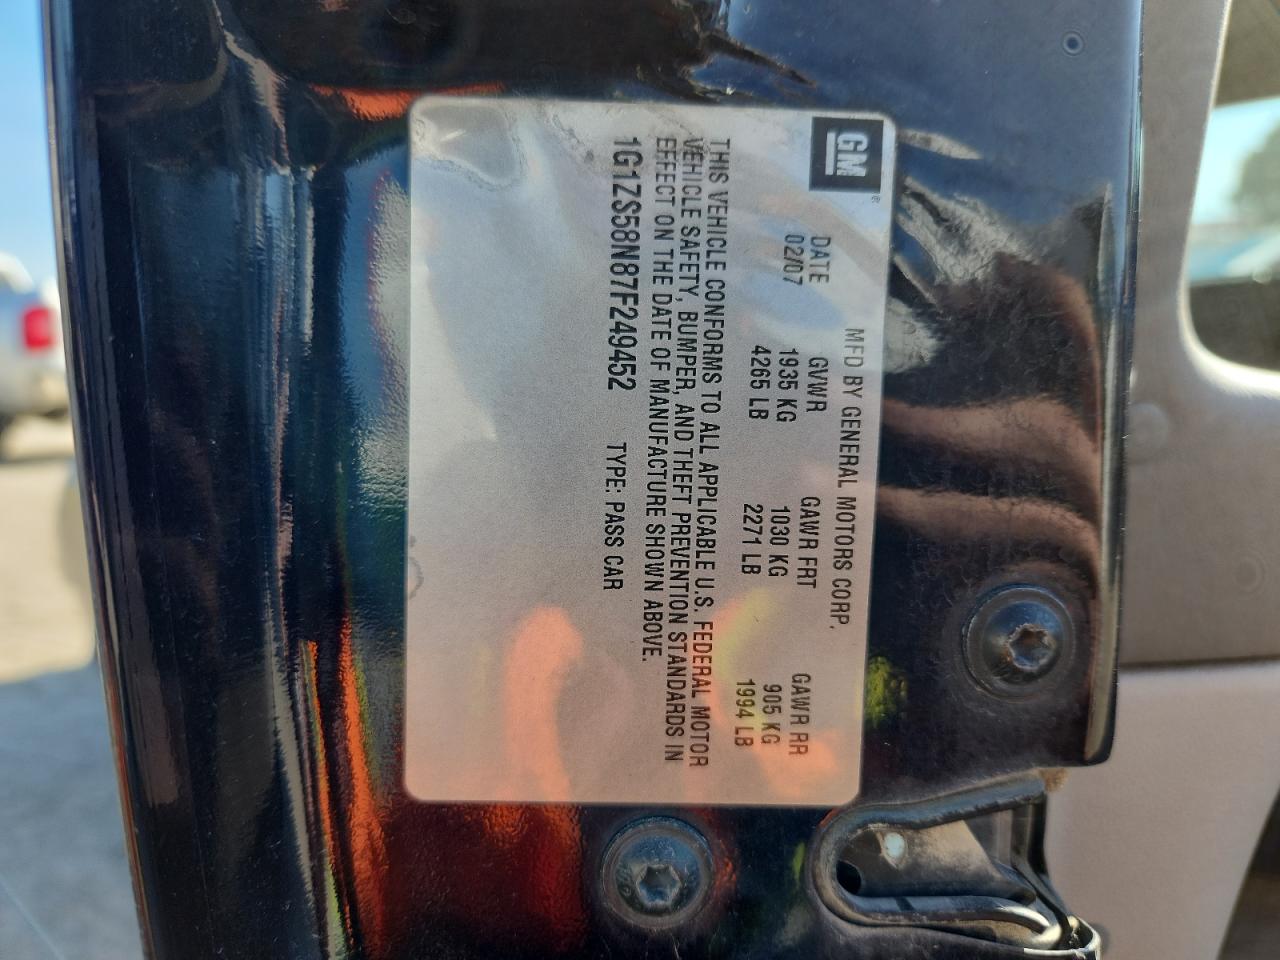 GM
MFD BY GENERAL MOTORS CORP.
DATE GVWR GAWR FRT GAWR RR
02/07 1935 KG 1030 KG 905 KG
4265 LB 2271 LB 1994 LB
THIS VEHICLE CONFORMS TO ALL APPLICABLE U.S. FEDERAL MOTOR
VEHICLE SAFETY, BUMPER, AND THEFT PREVENTION STANDARDS IN
EFFECT ON THE DATE OF MANUFACTURE SHOWN ABOVE.
1G1ZS58N87F249452 TYPE: PASS CAR